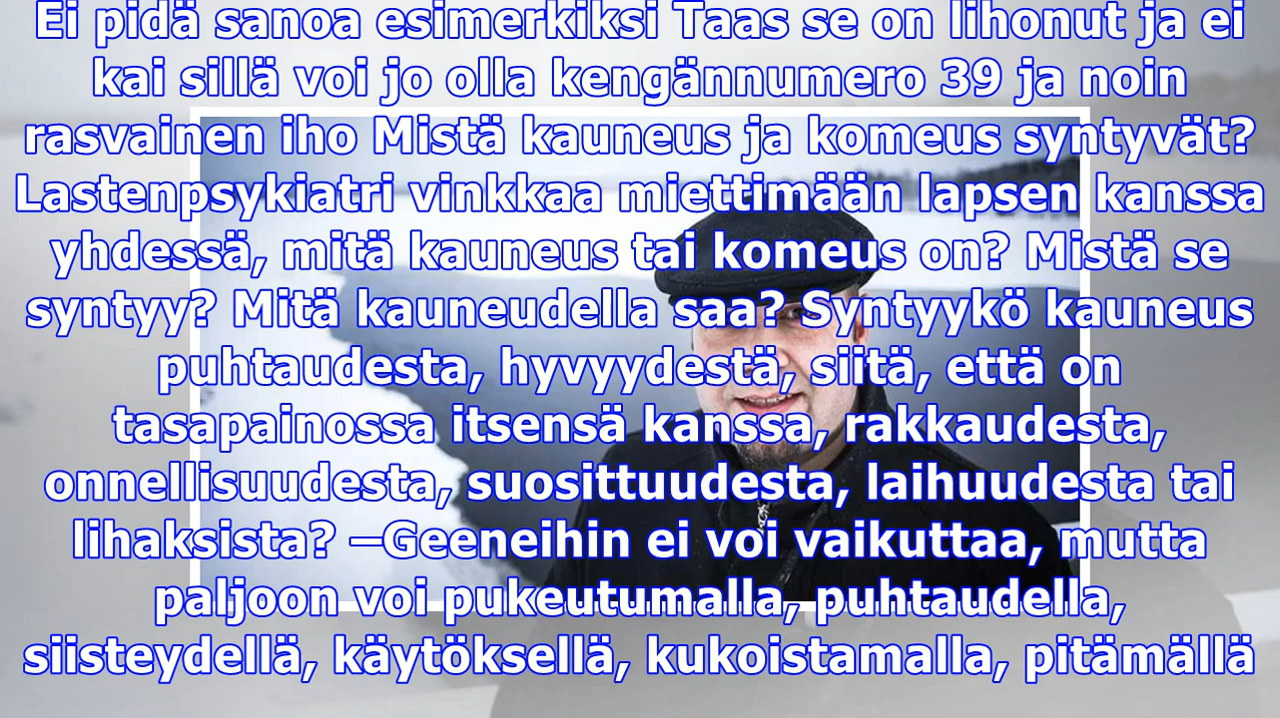 Ei pidä sanoa esimerkiksi Taas se on lihonut ja ei
kai sillä voi jo olla kengännumero 39 ja noin
rasvainen iho Mistä kauneus ja komeus syntyvät?
Lastenpsykiatri vinkkaa miettimään lapsen kanssa
yhdessä, mitä kauneus tai komeus on? Mistä se
syntyy? Mitä kauneudella saa? Syntyykö kauneus
puhtaudesta, hyvyydestä, siitä, että on
tasapainossa itsensä kanssa, rakkaudesta,
onnellisuudesta, suosittuudesta, laihuudesta tai
lihaksista? –Geeneihin ei voi vaikuttaa, mutta
paljoon voi pukeutumalla, puhtaudella,
siisteydellä, käytöksellä, kukoistamalla, pitämällä